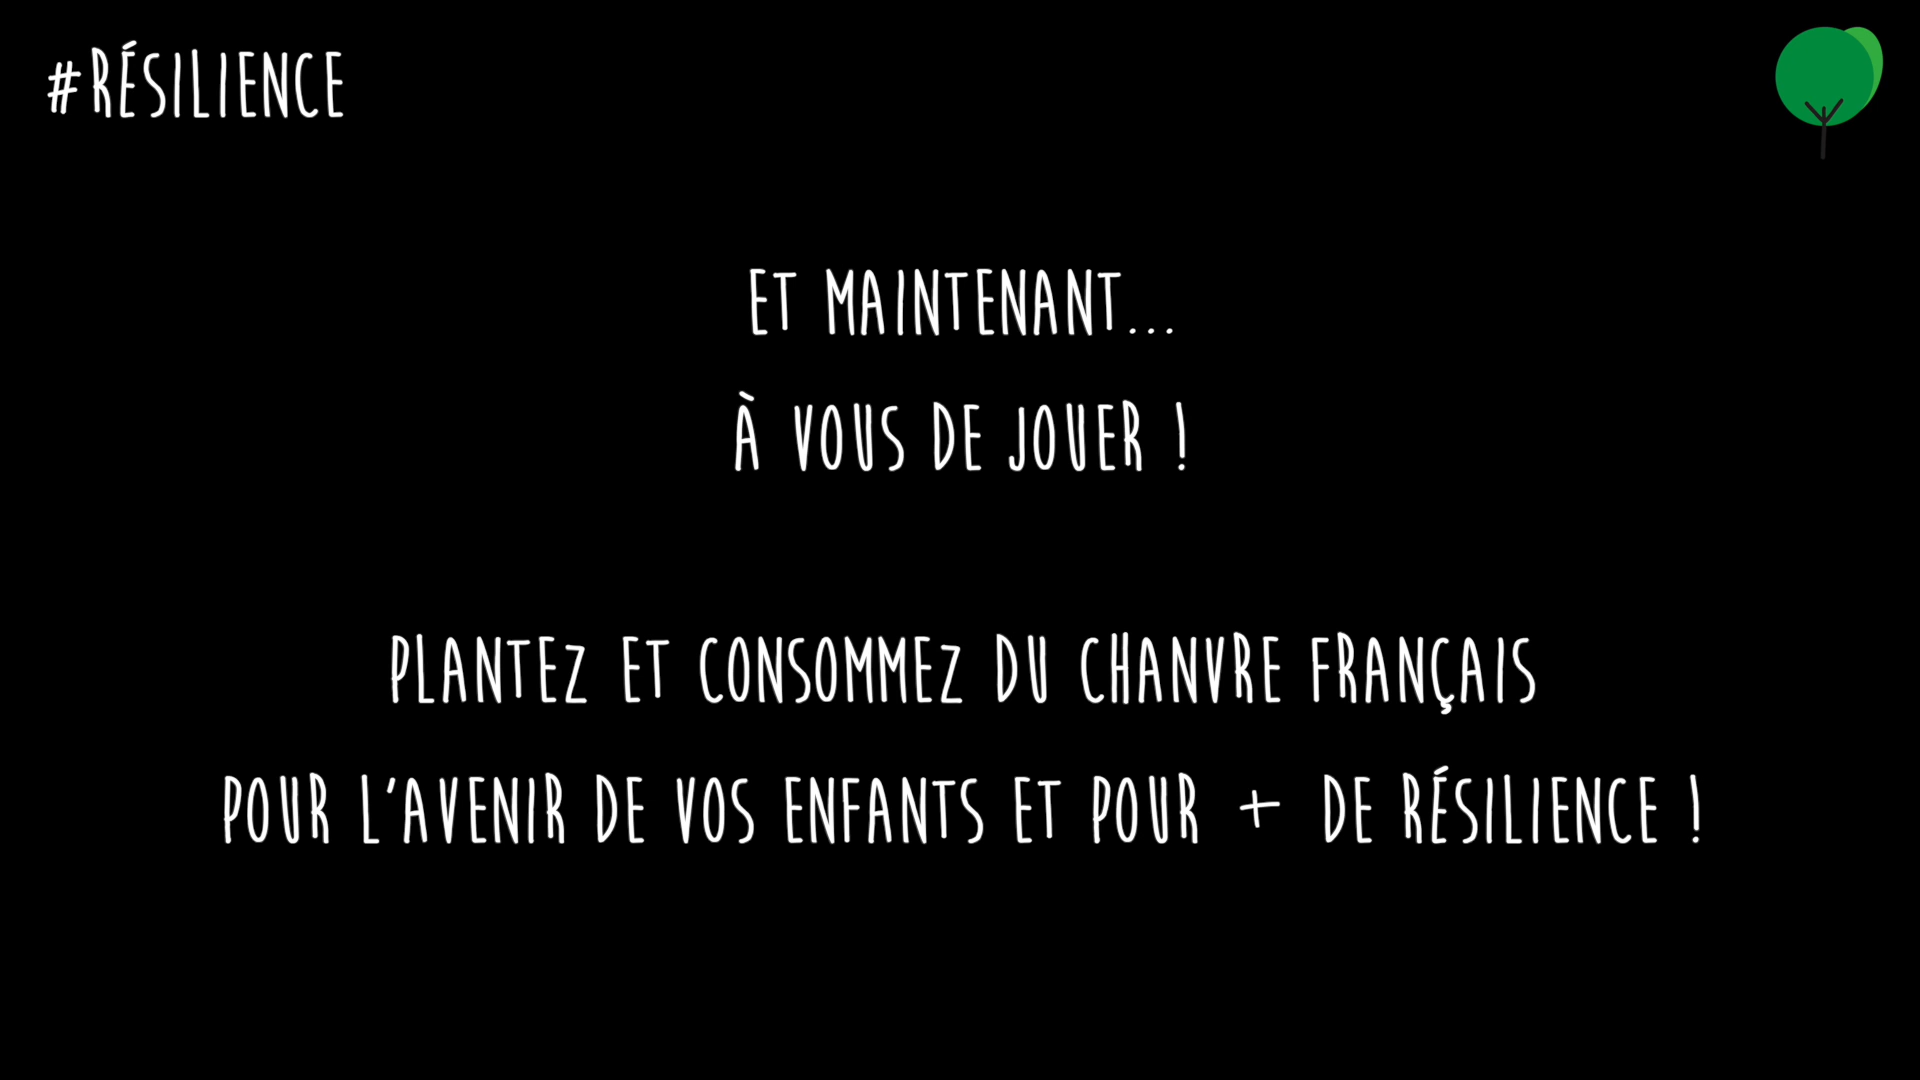 #RÉSILIENCE
ET MAINTENANT...
À VOUS DE JOUER !
PLANTEZ ET CONSOMMEZ DU CHANVRE FRANÇAIS
POUR L'AVENIR DE VOS ENFANTS ET POUR + DE RÉSILIENCE !